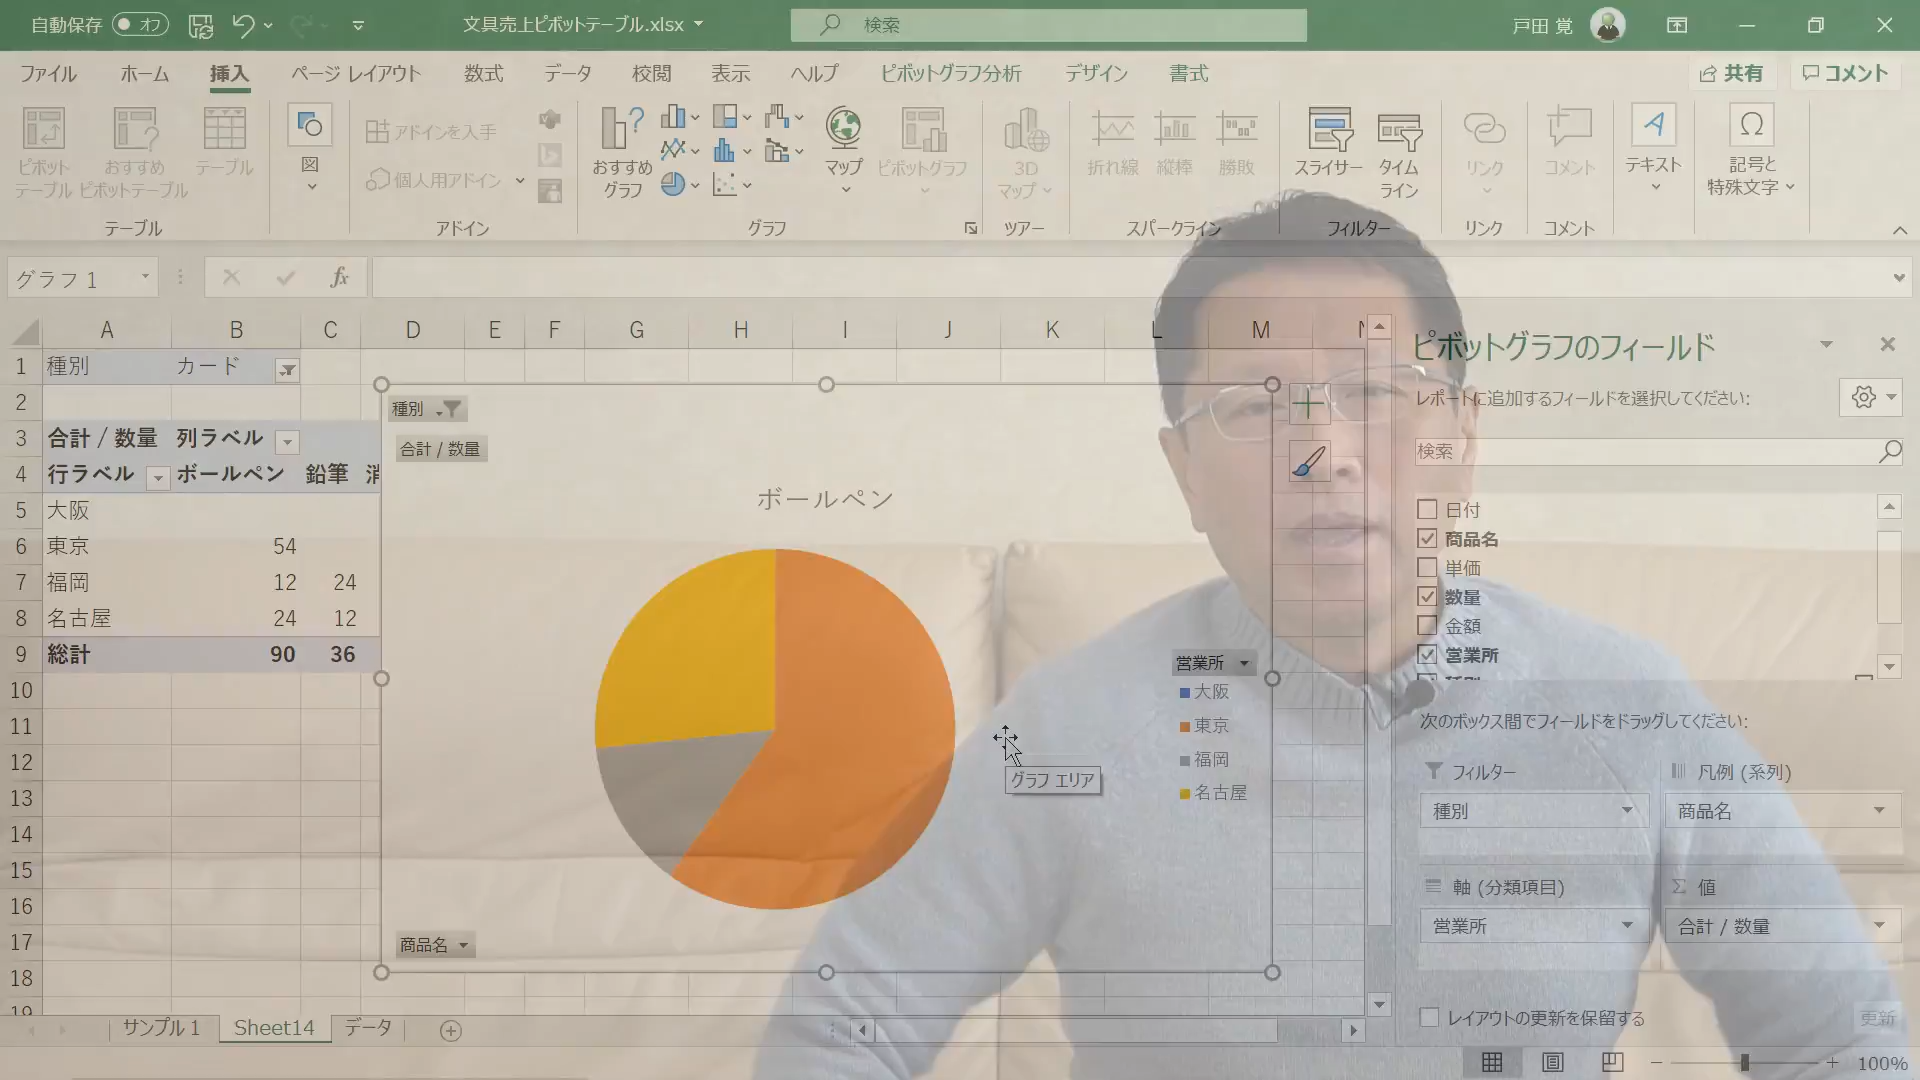 自動保存 オフ 文具売上ピボットテーブル.xlsx 検索 戸田 覚
ファイル ホーム 挿入 ページ レイアウト 数式 データ 校閲 表示 ヘルプ ピボットグラフ分析 デザイン 書式 共有 コメント
ピボット
テーブル
おすすめ
ピボットテーブル
テーブル
テーブル
図
アドインを入手
個人用アドイン
アドイン
おすすめ
グラフ
マップ
ピボットグラフ
グラフ
3D
マップ
ツアー
折れ線 縦棒 勝敗
スパークライン
スライサー
タイム
ライン
フィルター
リンク
リンク
コメント
コメント
テキスト
記号と
特殊文字
グラフ 1
fx
A B C D E F G H I J K L M
1 種別 カード
2
3 合計 / 数量 列ラベル
4 行ラベル ボールペン 鉛筆
5 大阪
6 東京 54
7 福岡 12 24
8 名古屋 24 12
9 総計 90 36
10
11
12
13
14
15
16
17
18
19
種別
合計 / 数量
ボールペン
営業所
大阪
東京
福岡
名古屋
グラフ エリア
商品名
ピボットグラフのフィールド
レポートに追加するフィールドを選択してください:
検索
日付
商品名
単価
数量
金額
営業所
次のボックス間でフィールドをドラッグしてください:
フィルター 凡例 (系列)
種別 商品名
軸 (分類項目) Σ 値
営業所 合計 / 数量
レイアウトの更新を保留する 更新
サンプル 1 Sheet14 データ
100%